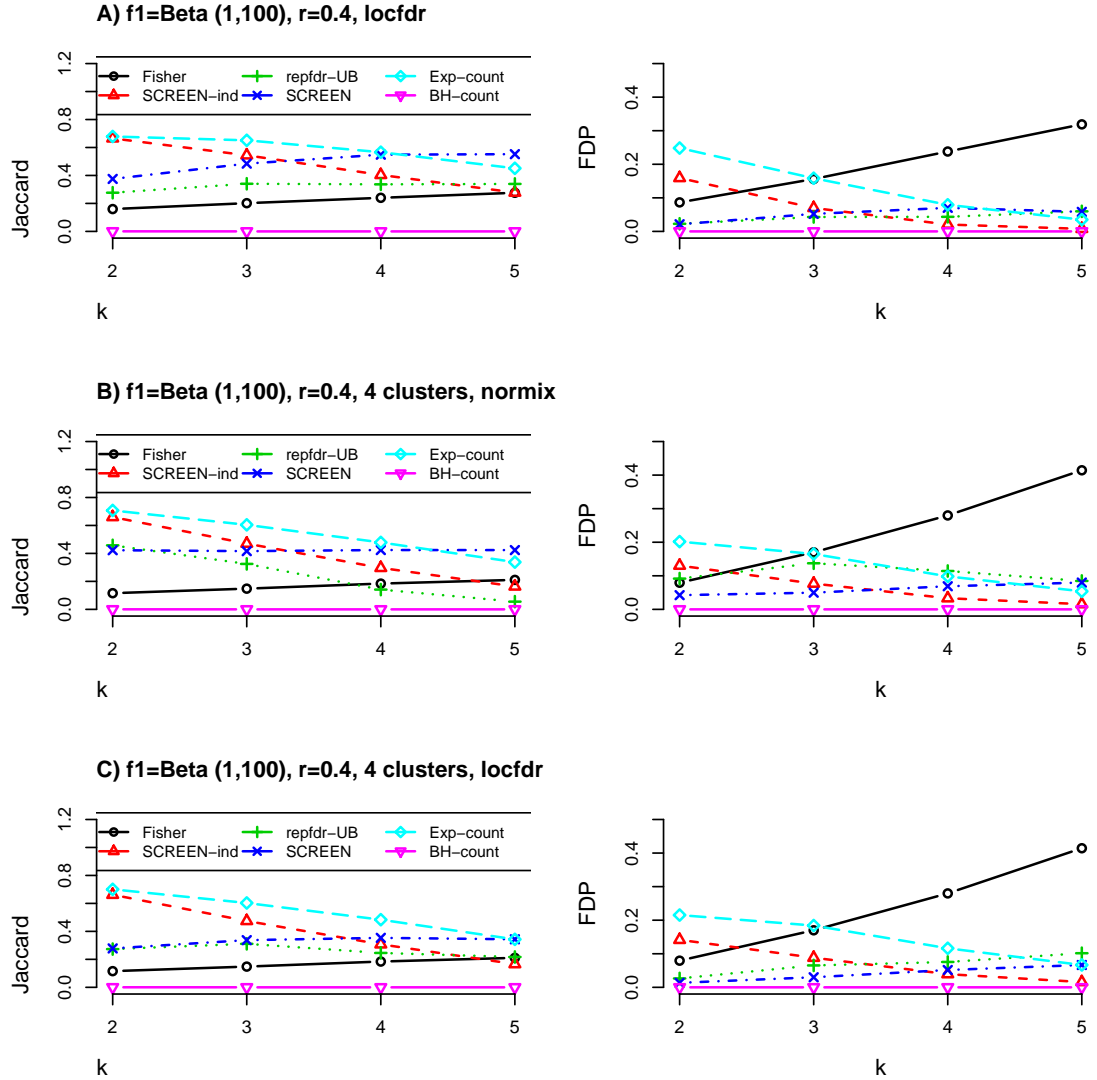 A) f1=Beta (1,100), r=0.4, locfdr
Jaccard
0.0 0.4 0.8 1.2
Fisher repfdr−UB Exp−count
SCREEN−ind SCREEN BH−count
2 3 4 5
k
FDP
0.0 0.2 0.4
2 3 4 5
k
B) f1=Beta (1,100), r=0.4, 4 clusters, normix
Jaccard
0.0 0.4 0.8 1.2
Fisher repfdr−UB Exp−count
SCREEN−ind SCREEN BH−count
2 3 4 5
k
FDP
0.0 0.2 0.4
2 3 4 5
k
C) f1=Beta (1,100), r=0.4, 4 clusters, locfdr
Jaccard
0.0 0.4 0.8 1.2
Fisher repfdr−UB Exp−count
SCREEN−ind SCREEN BH−count
2 3 4 5
k
FDP
0.0 0.2 0.4
2 3 4 5
k